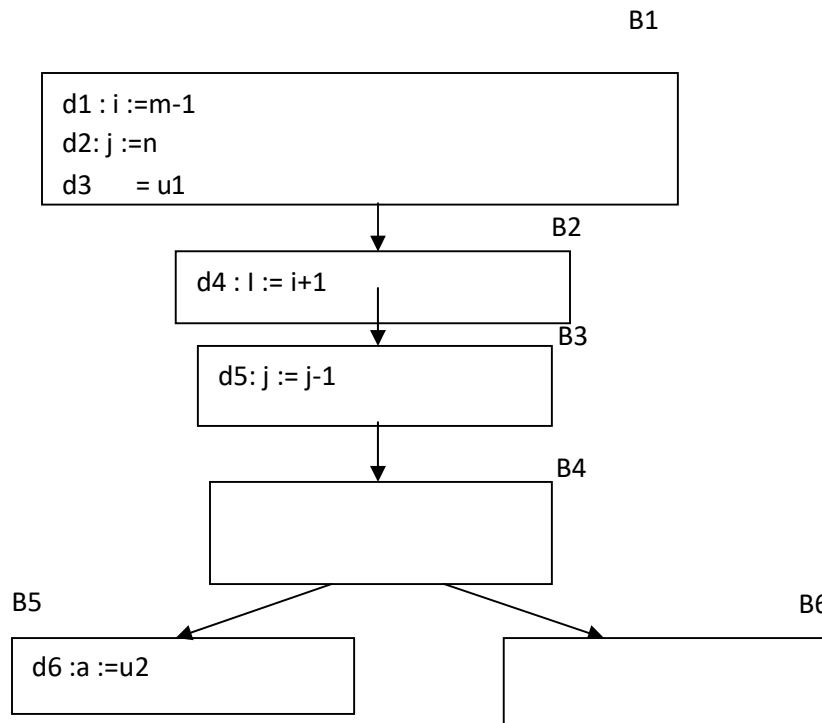 B1
d1 : i :=m-1
d2: j :=n
d3 = u1
B2
d4 : I := i+1
B3
d5: j := j-1
B4
B5
B6
d6 :a :=u2